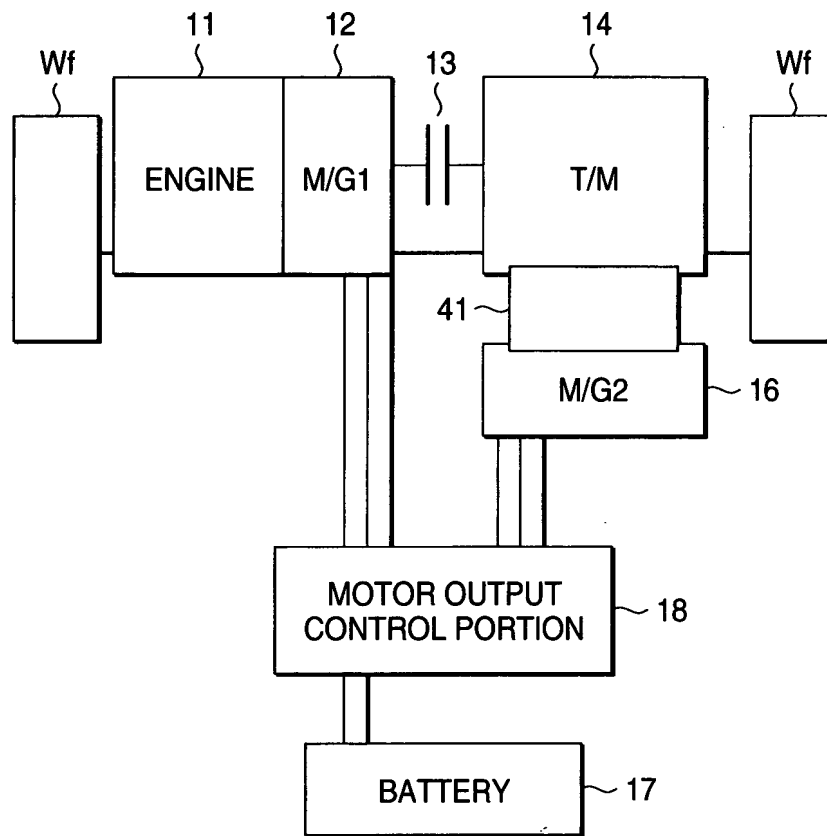 11
12
14
Wf
13
Wf
ENGINE
M/G1
T/M
41
M/G2
16
MOTOR OUTPUT
CONTROL PORTION
18
BATTERY
17